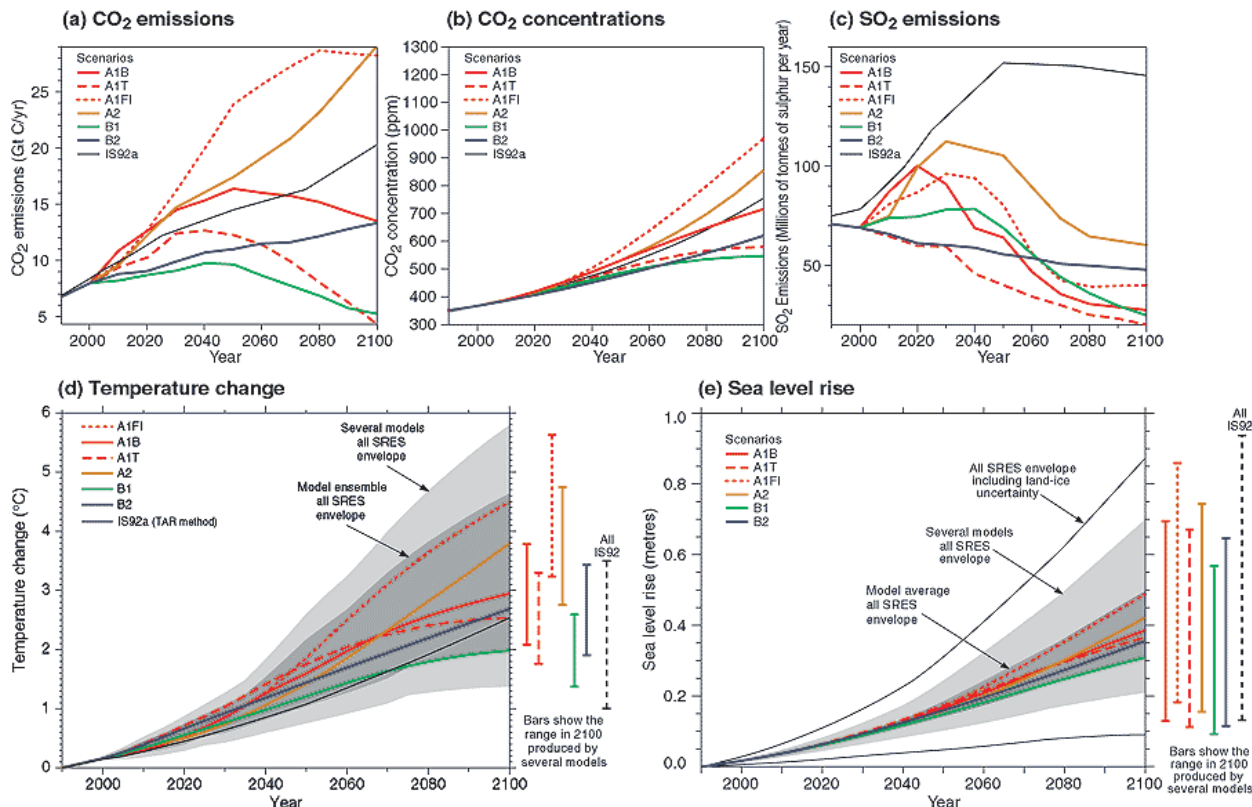 (a) CO2 emissions
(b) CO2 concentrations
(c) SO2 emissions
CO2 emissions (Gt C/yr)
25
20
15
10
5
Scenarios
A1B
A1T
A1FI
A2
B1
B2
IS92a
2000
2020
2040
2060
2080
2100
Year
CO2 concentration (ppm)
1300
1200
1100
1000
900
800
700
600
500
400
300
Scenarios
A1B
A1T
A1FI
A2
B1
B2
IS92a
2000
2020
2040
2060
2080
2100
Year
SO2 Emissions (Millions of tonnes of sulphur per year)
150
100
50
Scenarios
A1B
A1T
A1FI
A2
B1
B2
IS92a
2000
2020
2040
2060
2080
2100
Year
(d) Temperature change
Temperature change (°C)
6
5
4
3
2
1
0
A1FI
A1B
A1T
A2
B1
B2
IS92a (TAR method)
Several models
all SRES
envelope
Model ensemble
all SRES
envelope
All
IS92
Bars show the
range in 2100
produced by
several models
2000
2020
2040
2060
2080
2100
Year
(e) Sea level rise
Sea level rise (metres)
1.0
0.8
0.6
0.4
0.2
0.0
Scenarios
A1B
A1T
A1FI
A2
B1
B2
All SRES envelope
including land-ice
uncertainty
Several models
all SRES
envelope
Model average
all SRES
envelope
All
IS92
Bars show the
range in 2100
produced by
several models
2000
2020
2040
2060
2080
2100
Year